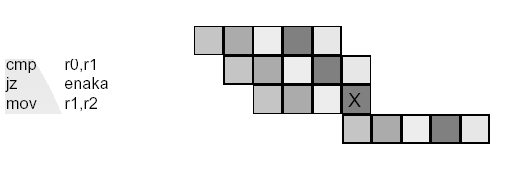 cmp r0,r1
jz enaka
mov r1,r2
X